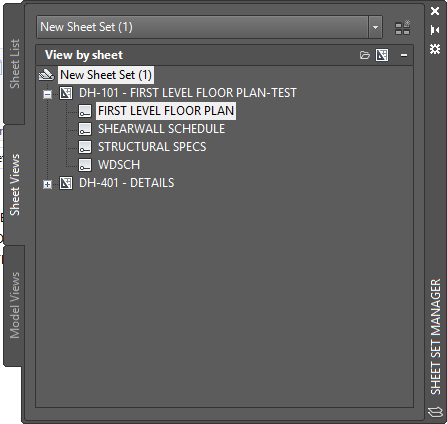 New Sheet Set (1)
View by sheet
New Sheet Set (1)
DH-101 - FIRST LEVEL FLOOR PLAN-TEST
FIRST LEVEL FLOOR PLAN
SHEARWALL SCHEDULE
STRUCTURAL SPECS
WDSCH
DH-401 - DETAILS
Sheet List
Sheet Views
Model Views
SHEET SET MANAGER